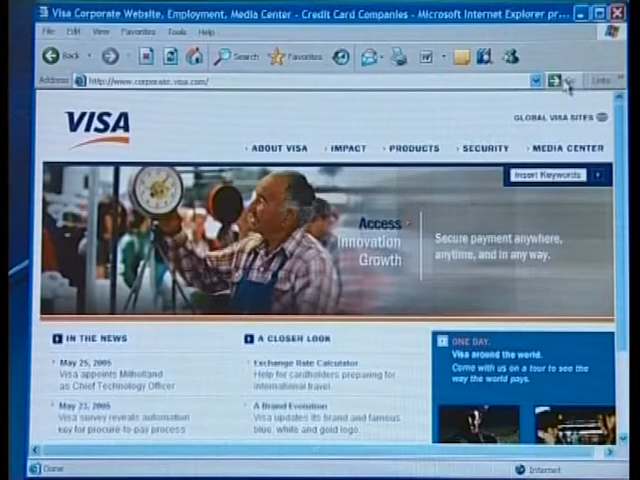 Visa Corporate Website, Employment, Media Center - Credit Card Companies - Microsoft Internet Explorer pr...
File Edit View Favorites Tools Help
Back Search Favorites
Address http://www.corporate.visa.com/ Go Links
VISA
GLOBAL VISA SITES
ABOUT VISA IMPACT PRODUCTS SECURITY MEDIA CENTER
Insert Keywords
Access
Innovation
Growth
Secure payment anywhere,
anytime, and in any way.
IN THE NEWS
May 25, 2005
Visa appoints Milholland
as Chief Technology Officer
May 23, 2005
Visa survey reveals automation
key for procure-to-pay process
A CLOSER LOOK
Exchange Rate Calculator
Help for cardholders preparing for
international travel.
A Brand Evolution
Visa updates its brand and famous
blue, white and gold logo.
ONE DAY.
Visa around the world.
Come with us on a tour to see the
way the world pays.
Done
Internet